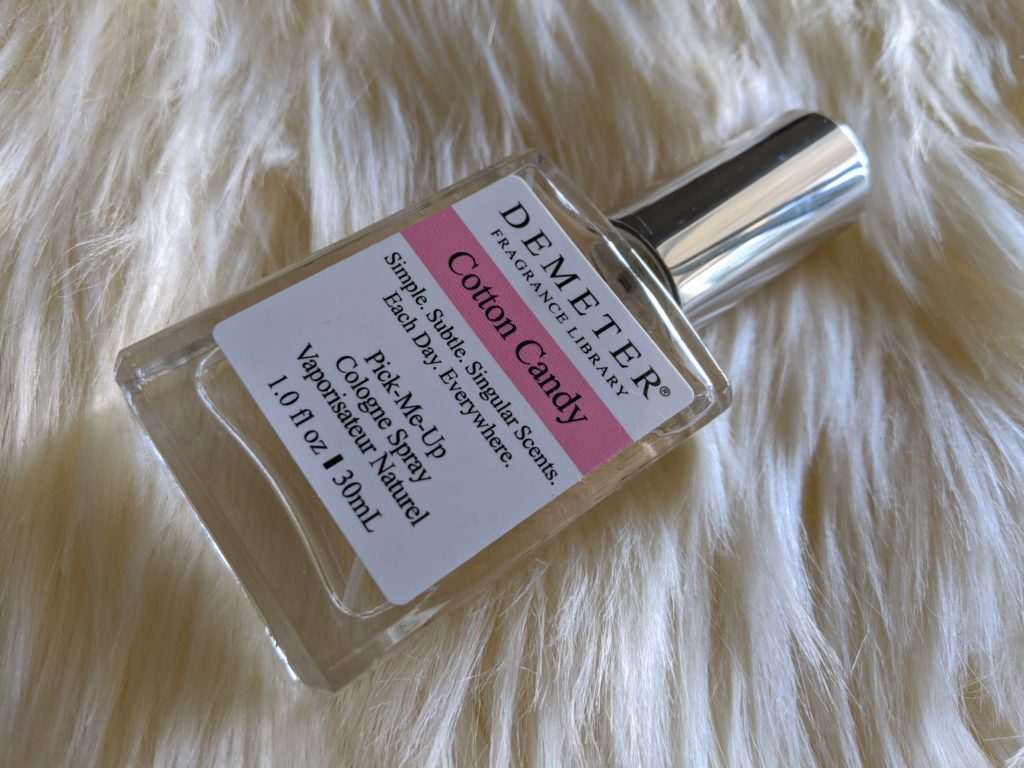 DEMETER®
FRAGRANCE LIBRARY
Cotton Candy
Simple. Subtle. Singular Scents.
Each Day. Everywhere.
Pick-Me-Up
Cologne Spray
Vaporisateur Naturel
1.0 fl oz ❙ 30mL